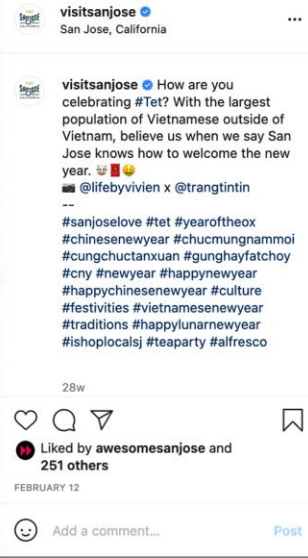 visitsanjose
San Jose, California
visitsanjose How are you
celebrating #Tet? With the largest
population of Vietnamese outside of
Vietnam, believe us when we say San
Jose knows how to welcome the new
year. 🐮🧧🤑
📷 @lifebyvivien x @trangtintin
--
#sanjoselove #tet #yearoftheox
#chinesenewyear #chucmungnammoi
#cungchuctanxuan #gunghayfatchoy
#cny #newyear #happynewyear
#happychinesenewyear #culture
#festivities #vietnamesenewyear
#traditions #happylunarnewyear
#ishoplocalsj #teaparty #alfresco
28w
Liked by awesomesanjose and
251 others
FEBRUARY 12
Add a comment...
Post